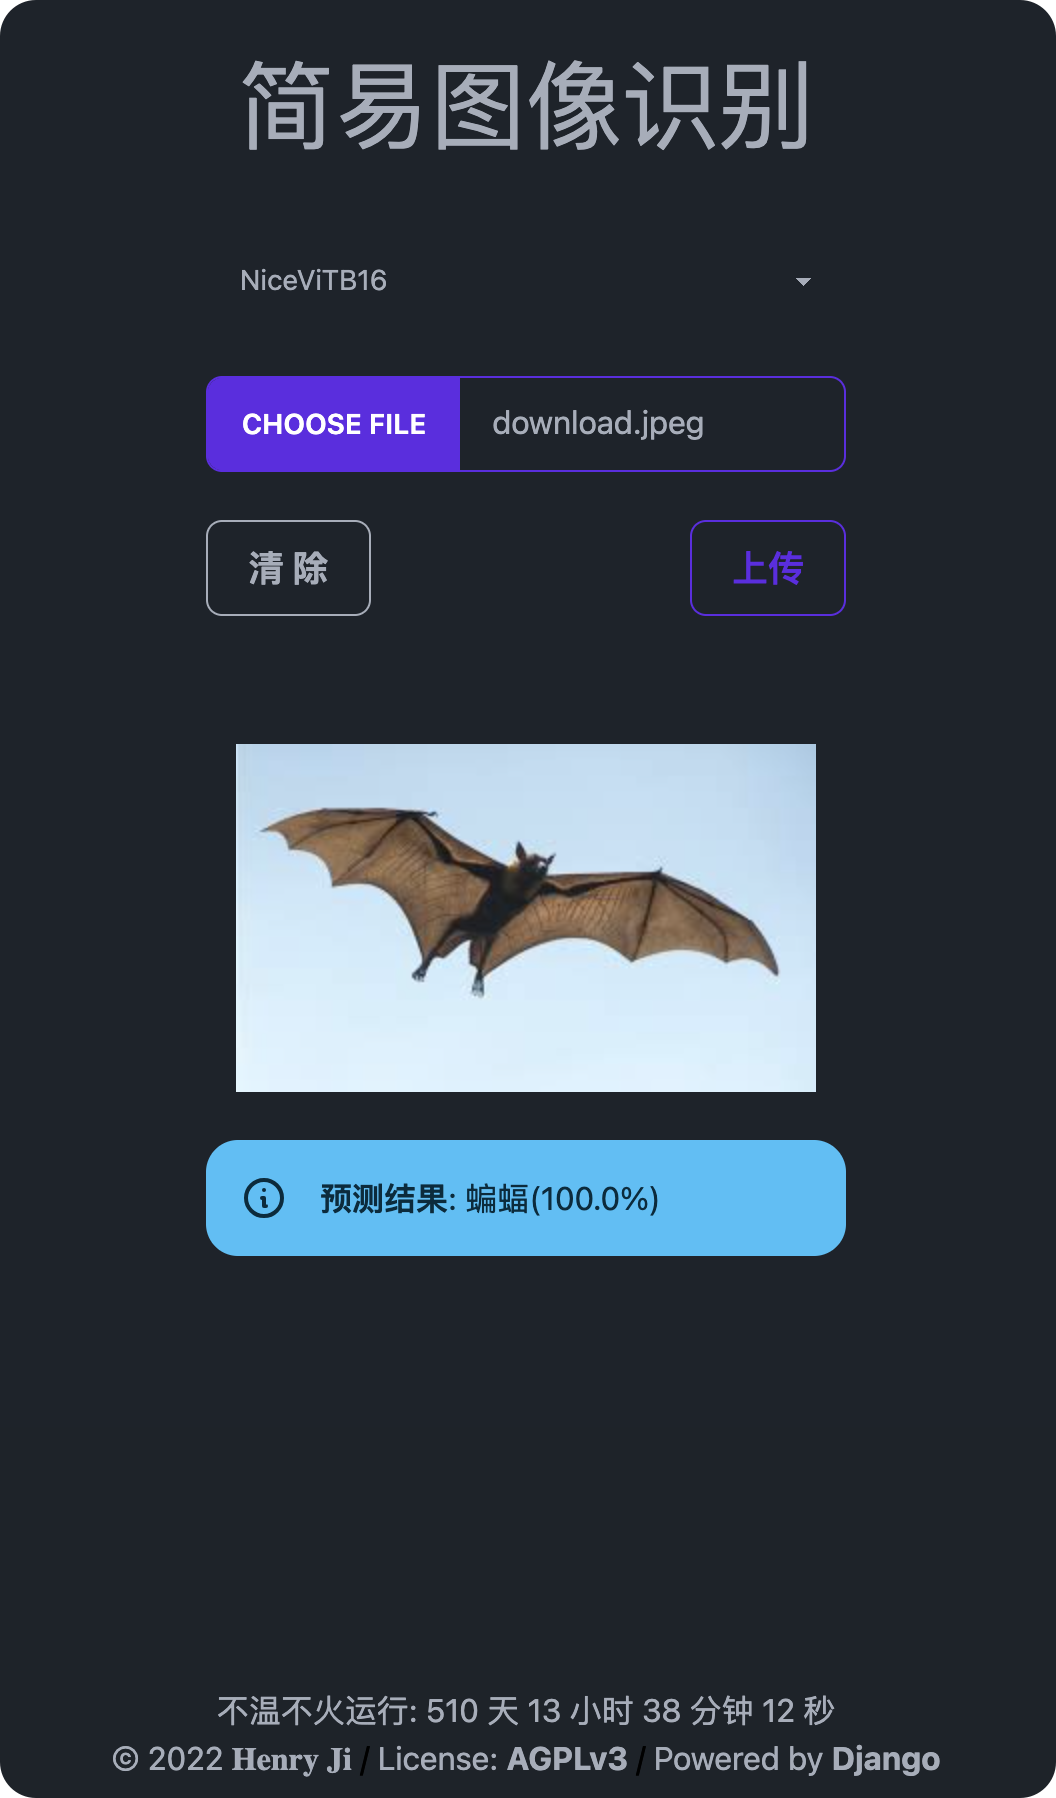 简易图像识别
NiceViTB16
CHOOSE FILE download.jpeg
清 除 上传
预测结果: 蝙蝠(100.0%)
不温不火运行: 510 天 13 小时 38 分钟 12 秒
© 2022 Henry Ji / License: AGPLv3 / Powered by Django